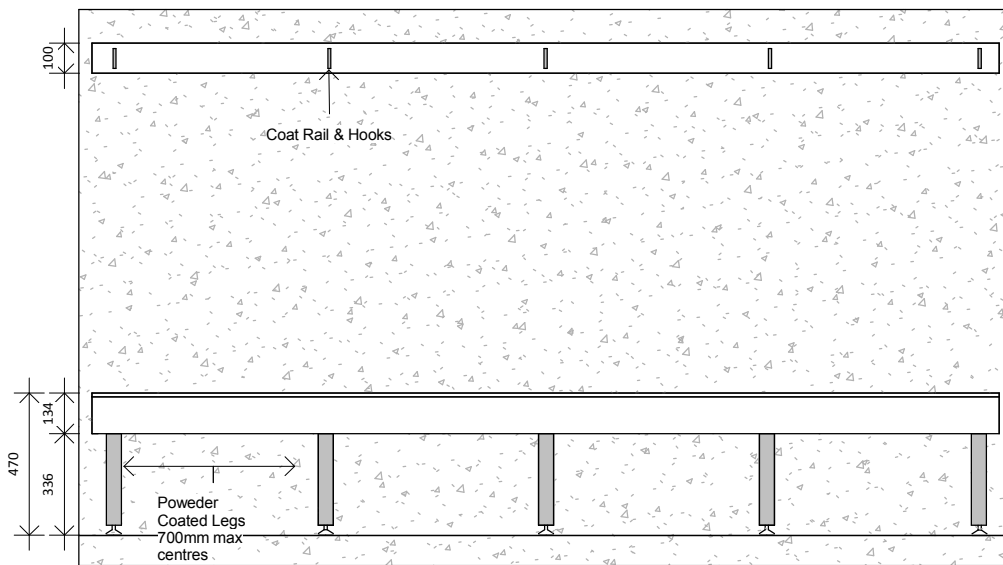 100
Coat Rail & Hooks
134
470
336
Poweder
Coated Legs
700mm max
centres